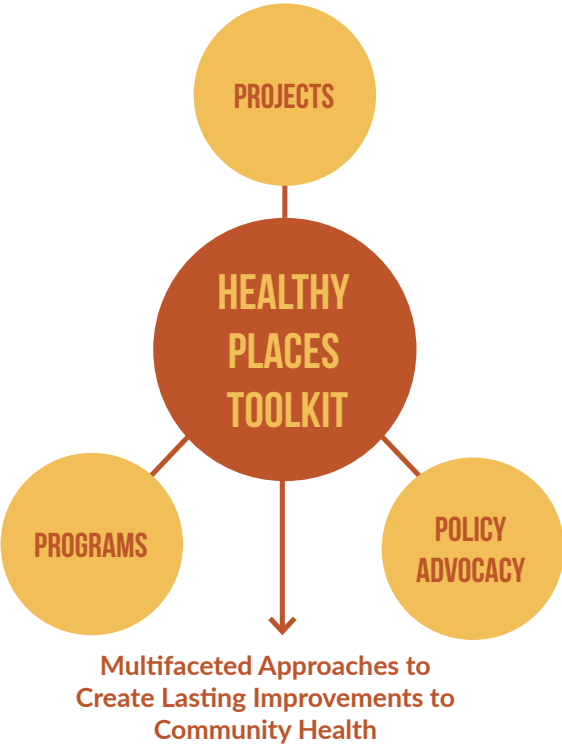 PROJECTS
HEALTHY
PLACES
TOOLKIT
PROGRAMS
POLICY
ADVOCACY
Multifaceted Approaches to
Create Lasting Improvements to
Community Health